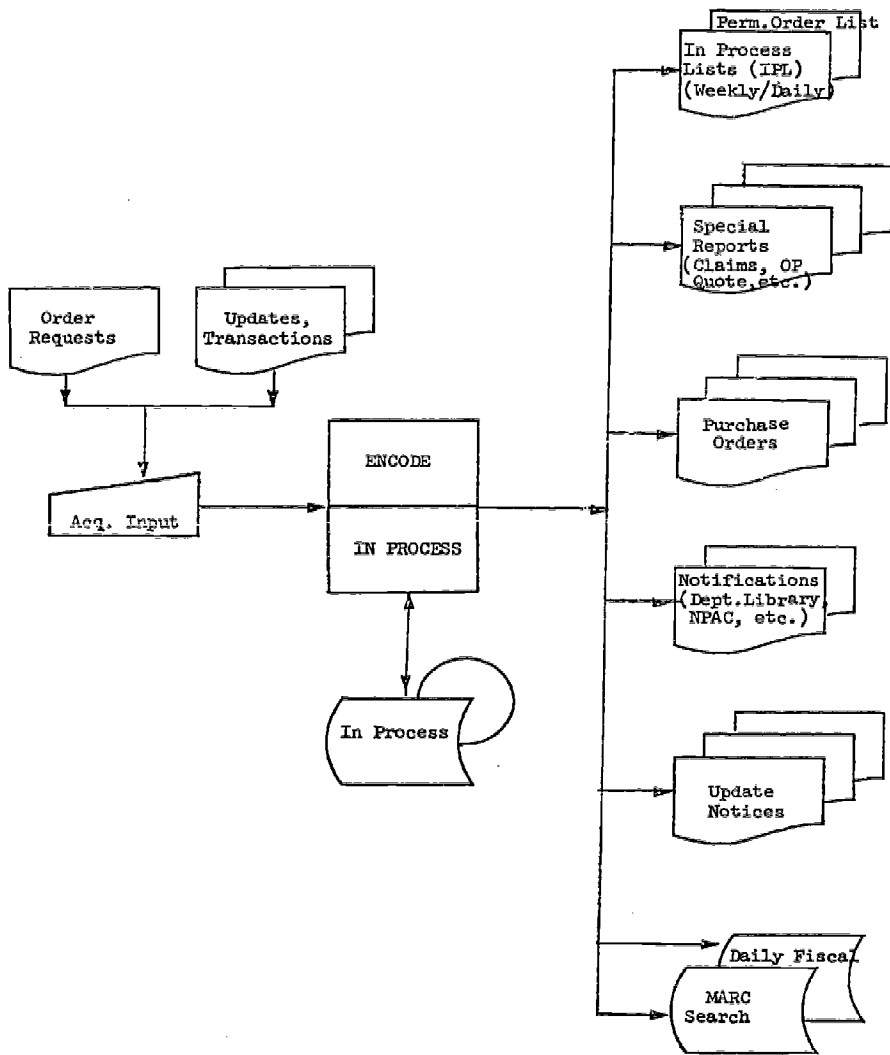 Perm.Order List
In Process
Lists (IPL)
(Weekly/Daily)
Special
Reports
(Claims, OP
Quote,etc.)
Order
Requests
Updates,
Transactions
Purchase
Orders
ENCODE
Acq. Input
IN PROCESS
Notifications
(Dept.Library,
NPAC, etc.)
In Process
Update
Notices
Daily Fiscal
MARC
Search